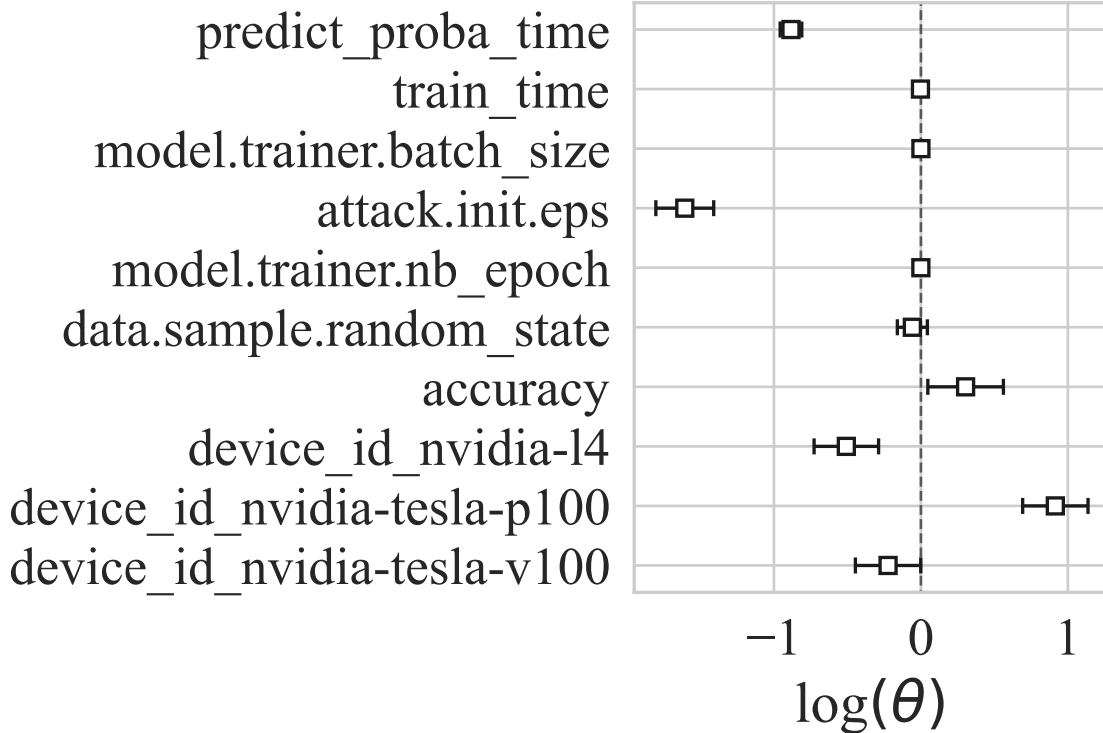 predict_proba_time
train_time
model.trainer.batch_size
attack.init.eps
model.trainer.nb_epoch
data.sample.random_state
accuracy
device_id_nvidia-l4
device_id_nvidia-tesla-p100
device_id_nvidia-tesla-v100
−1 0 1
log(θ)